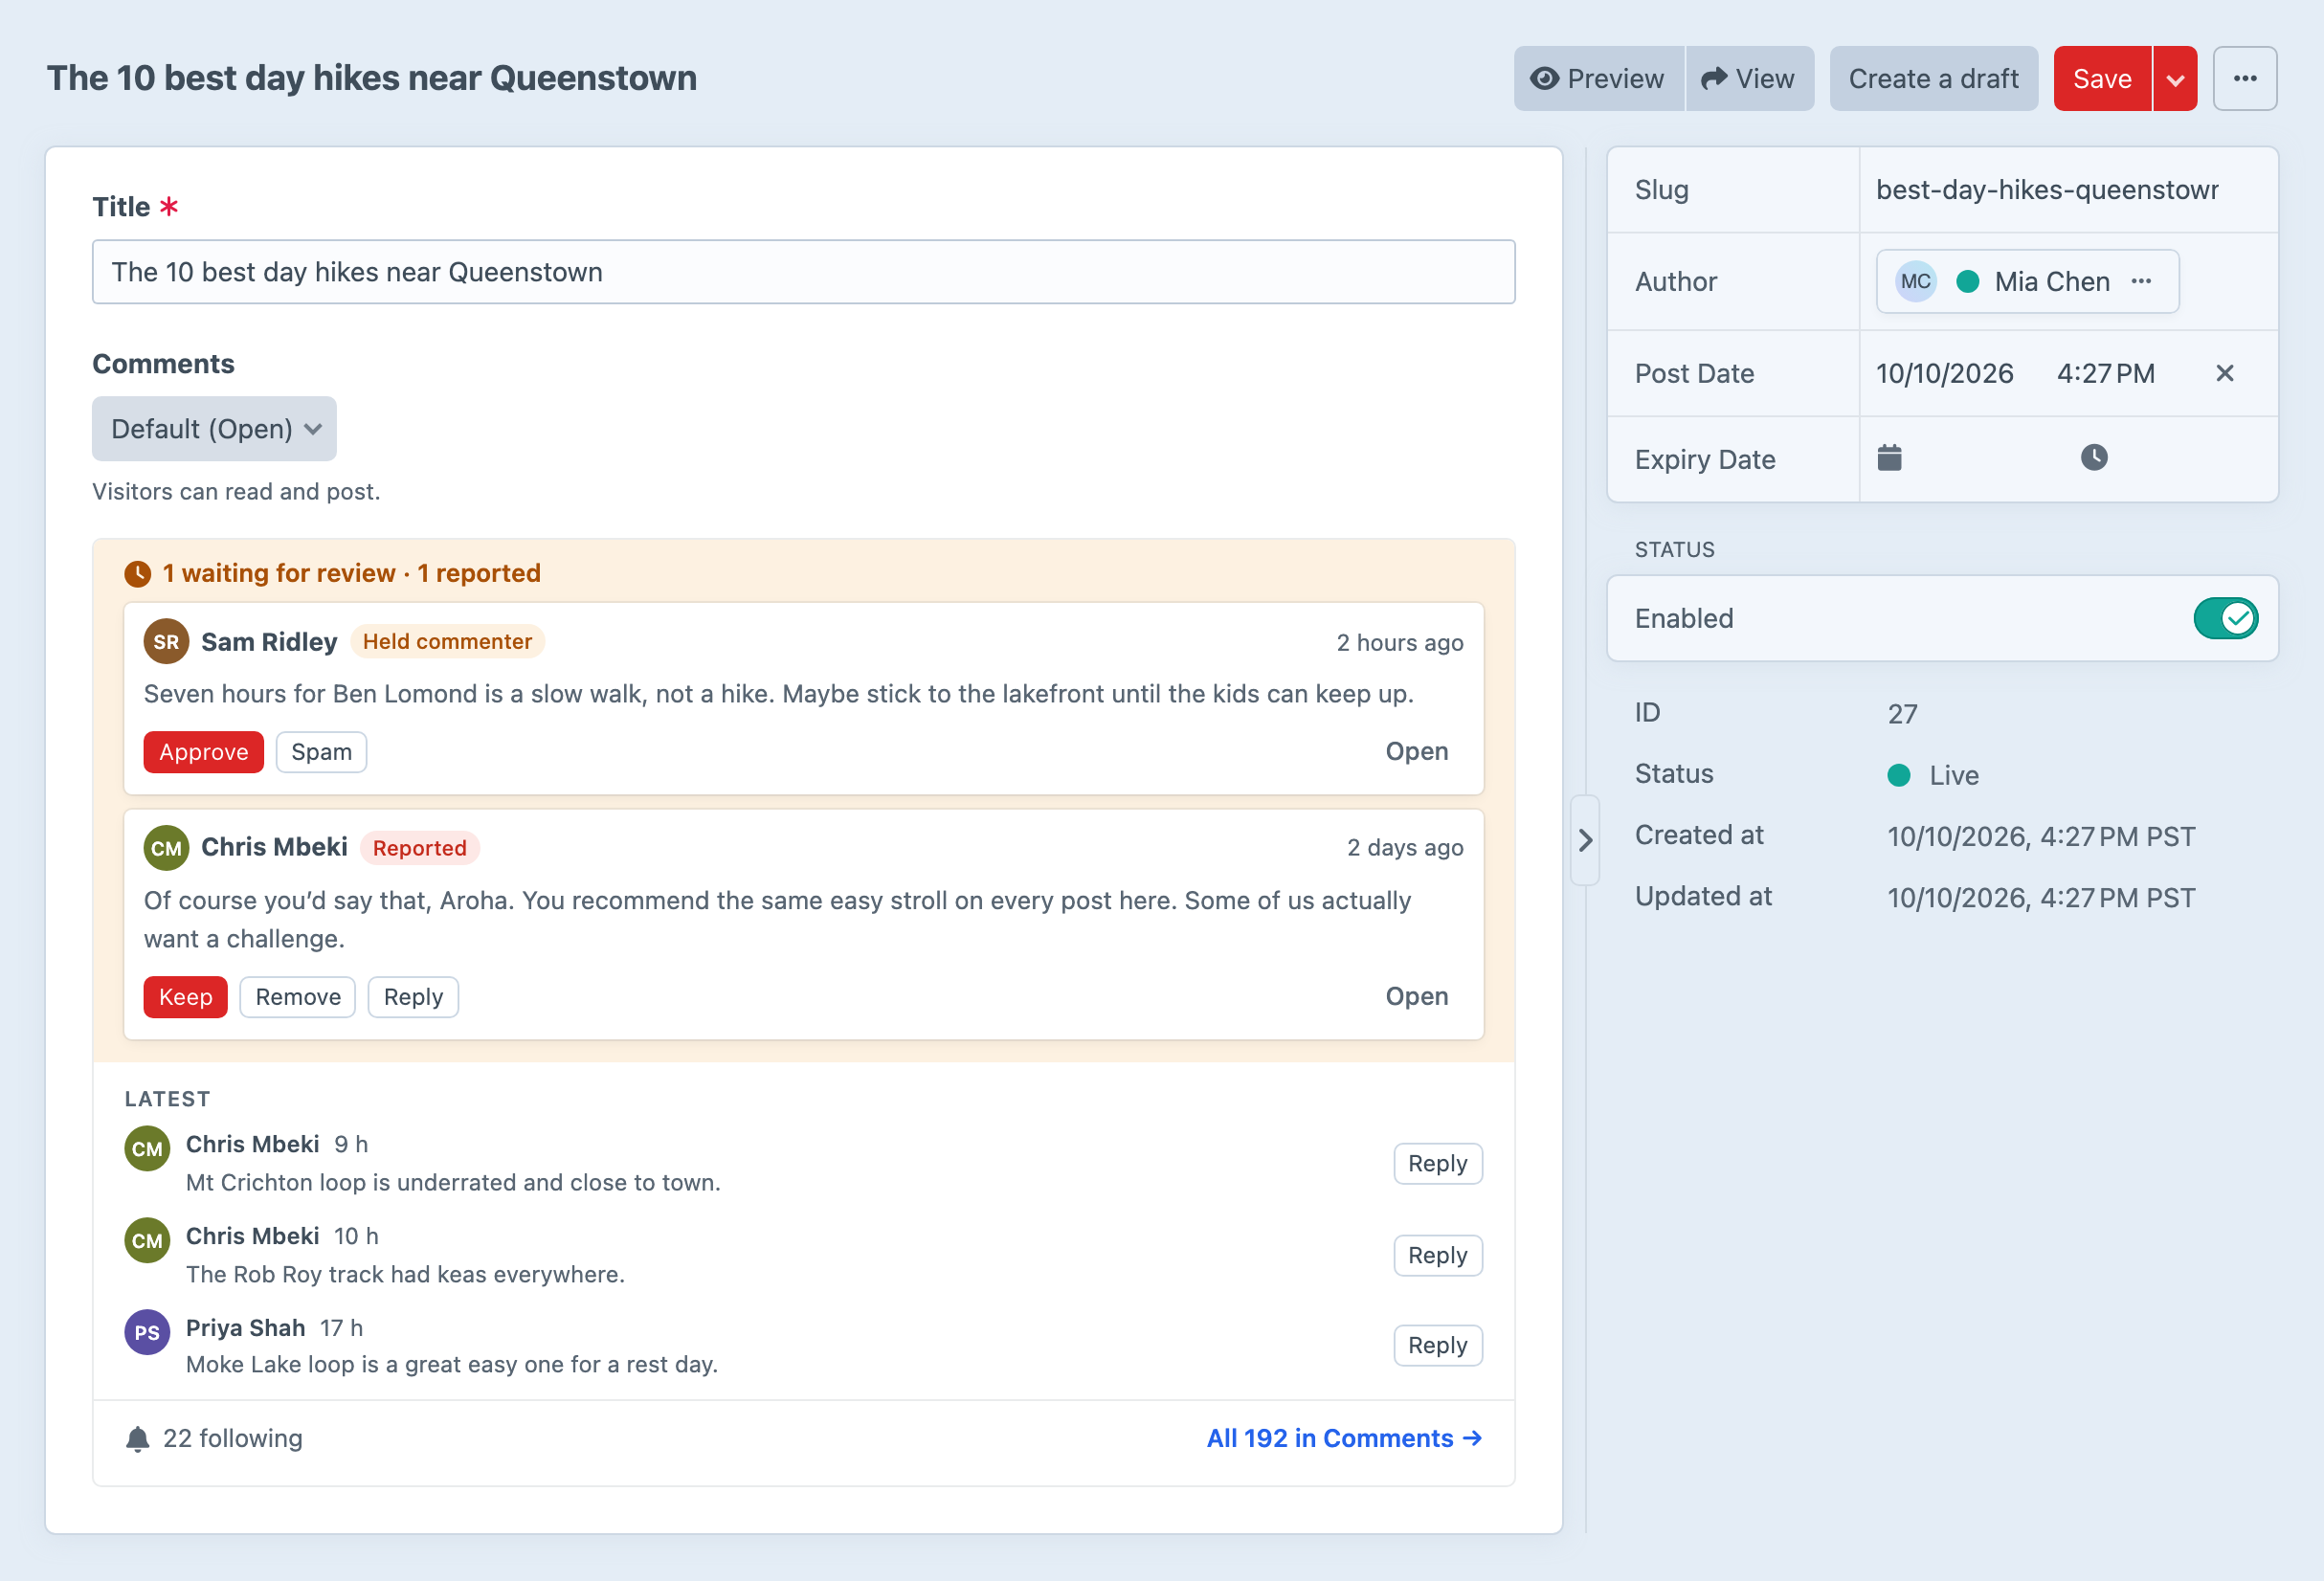 The 10 best day hikes near Queenstown
Preview
View
Create a draft
Save
Title *
The 10 best day hikes near Queenstown
Comments
Default (Open)
Visitors can read and post.
1 waiting for review · 1 reported
SR Sam Ridley Held commenter 2 hours ago
Seven hours for Ben Lomond is a slow walk, not a hike. Maybe stick to the lakefront until the kids can keep up.
Approve Spam Open
CM Chris Mbeki Reported 2 days ago
Of course you’d say that, Aroha. You recommend the same easy stroll on every post here. Some of us actually
want a challenge.
Keep Remove Reply Open
LATEST
CM Chris Mbeki 9 h
Mt Crichton loop is underrated and close to town.
Reply
CM Chris Mbeki 10 h
The Rob Roy track had keas everywhere.
Reply
PS Priya Shah 17 h
Moke Lake loop is a great easy one for a rest day.
Reply
22 following
All 192 in Comments →
Slug best-day-hikes-queenstowr
Author MC Mia Chen
Post Date 10/10/2026 4:27 PM
Expiry Date
STATUS
Enabled
ID 27
Status Live
Created at 10/10/2026, 4:27 PM PST
Updated at 10/10/2026, 4:27 PM PST